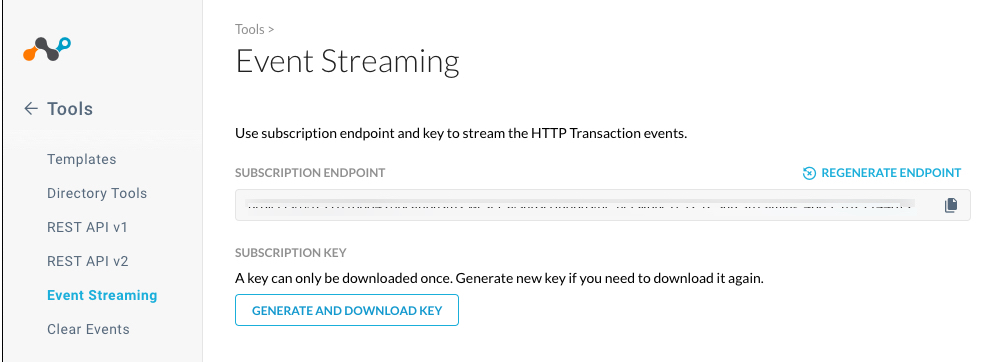 Tools >
Event Streaming
Tools
Templates
Directory Tools
REST API v1
REST API v2
Event Streaming
Clear Events
Use subscription endpoint and key to stream the HTTP Transaction events.
SUBSCRIPTION ENDPOINT
REGENERATE ENDPOINT
SUBSCRIPTION KEY
A key can only be downloaded once. Generate new key if you need to download it again.
GENERATE AND DOWNLOAD KEY